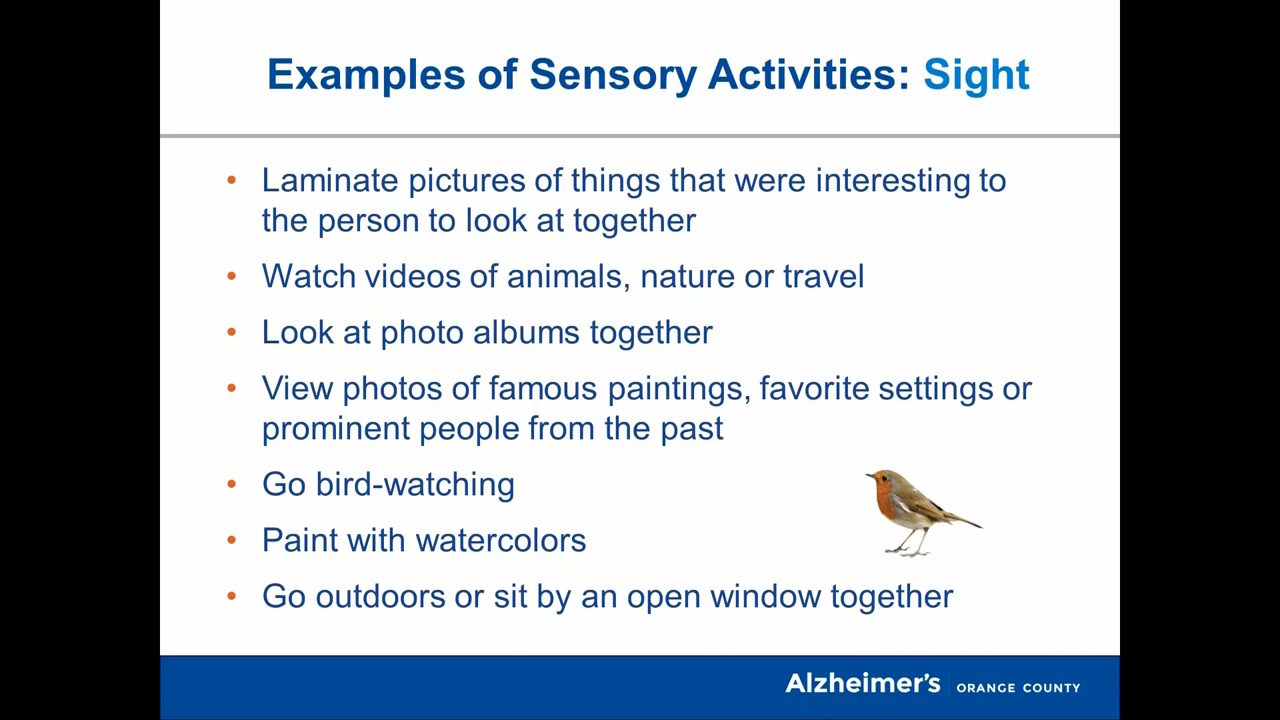 Examples of Sensory Activities: Sight
• Laminate pictures of things that were interesting to
the person to look at together
• Watch videos of animals, nature or travel
• Look at photo albums together
• View photos of famous paintings, favorite settings or
prominent people from the past
• Go bird-watching
• Paint with watercolors
• Go outdoors or sit by an open window together
Alzheimer's ORANGE COUNTY